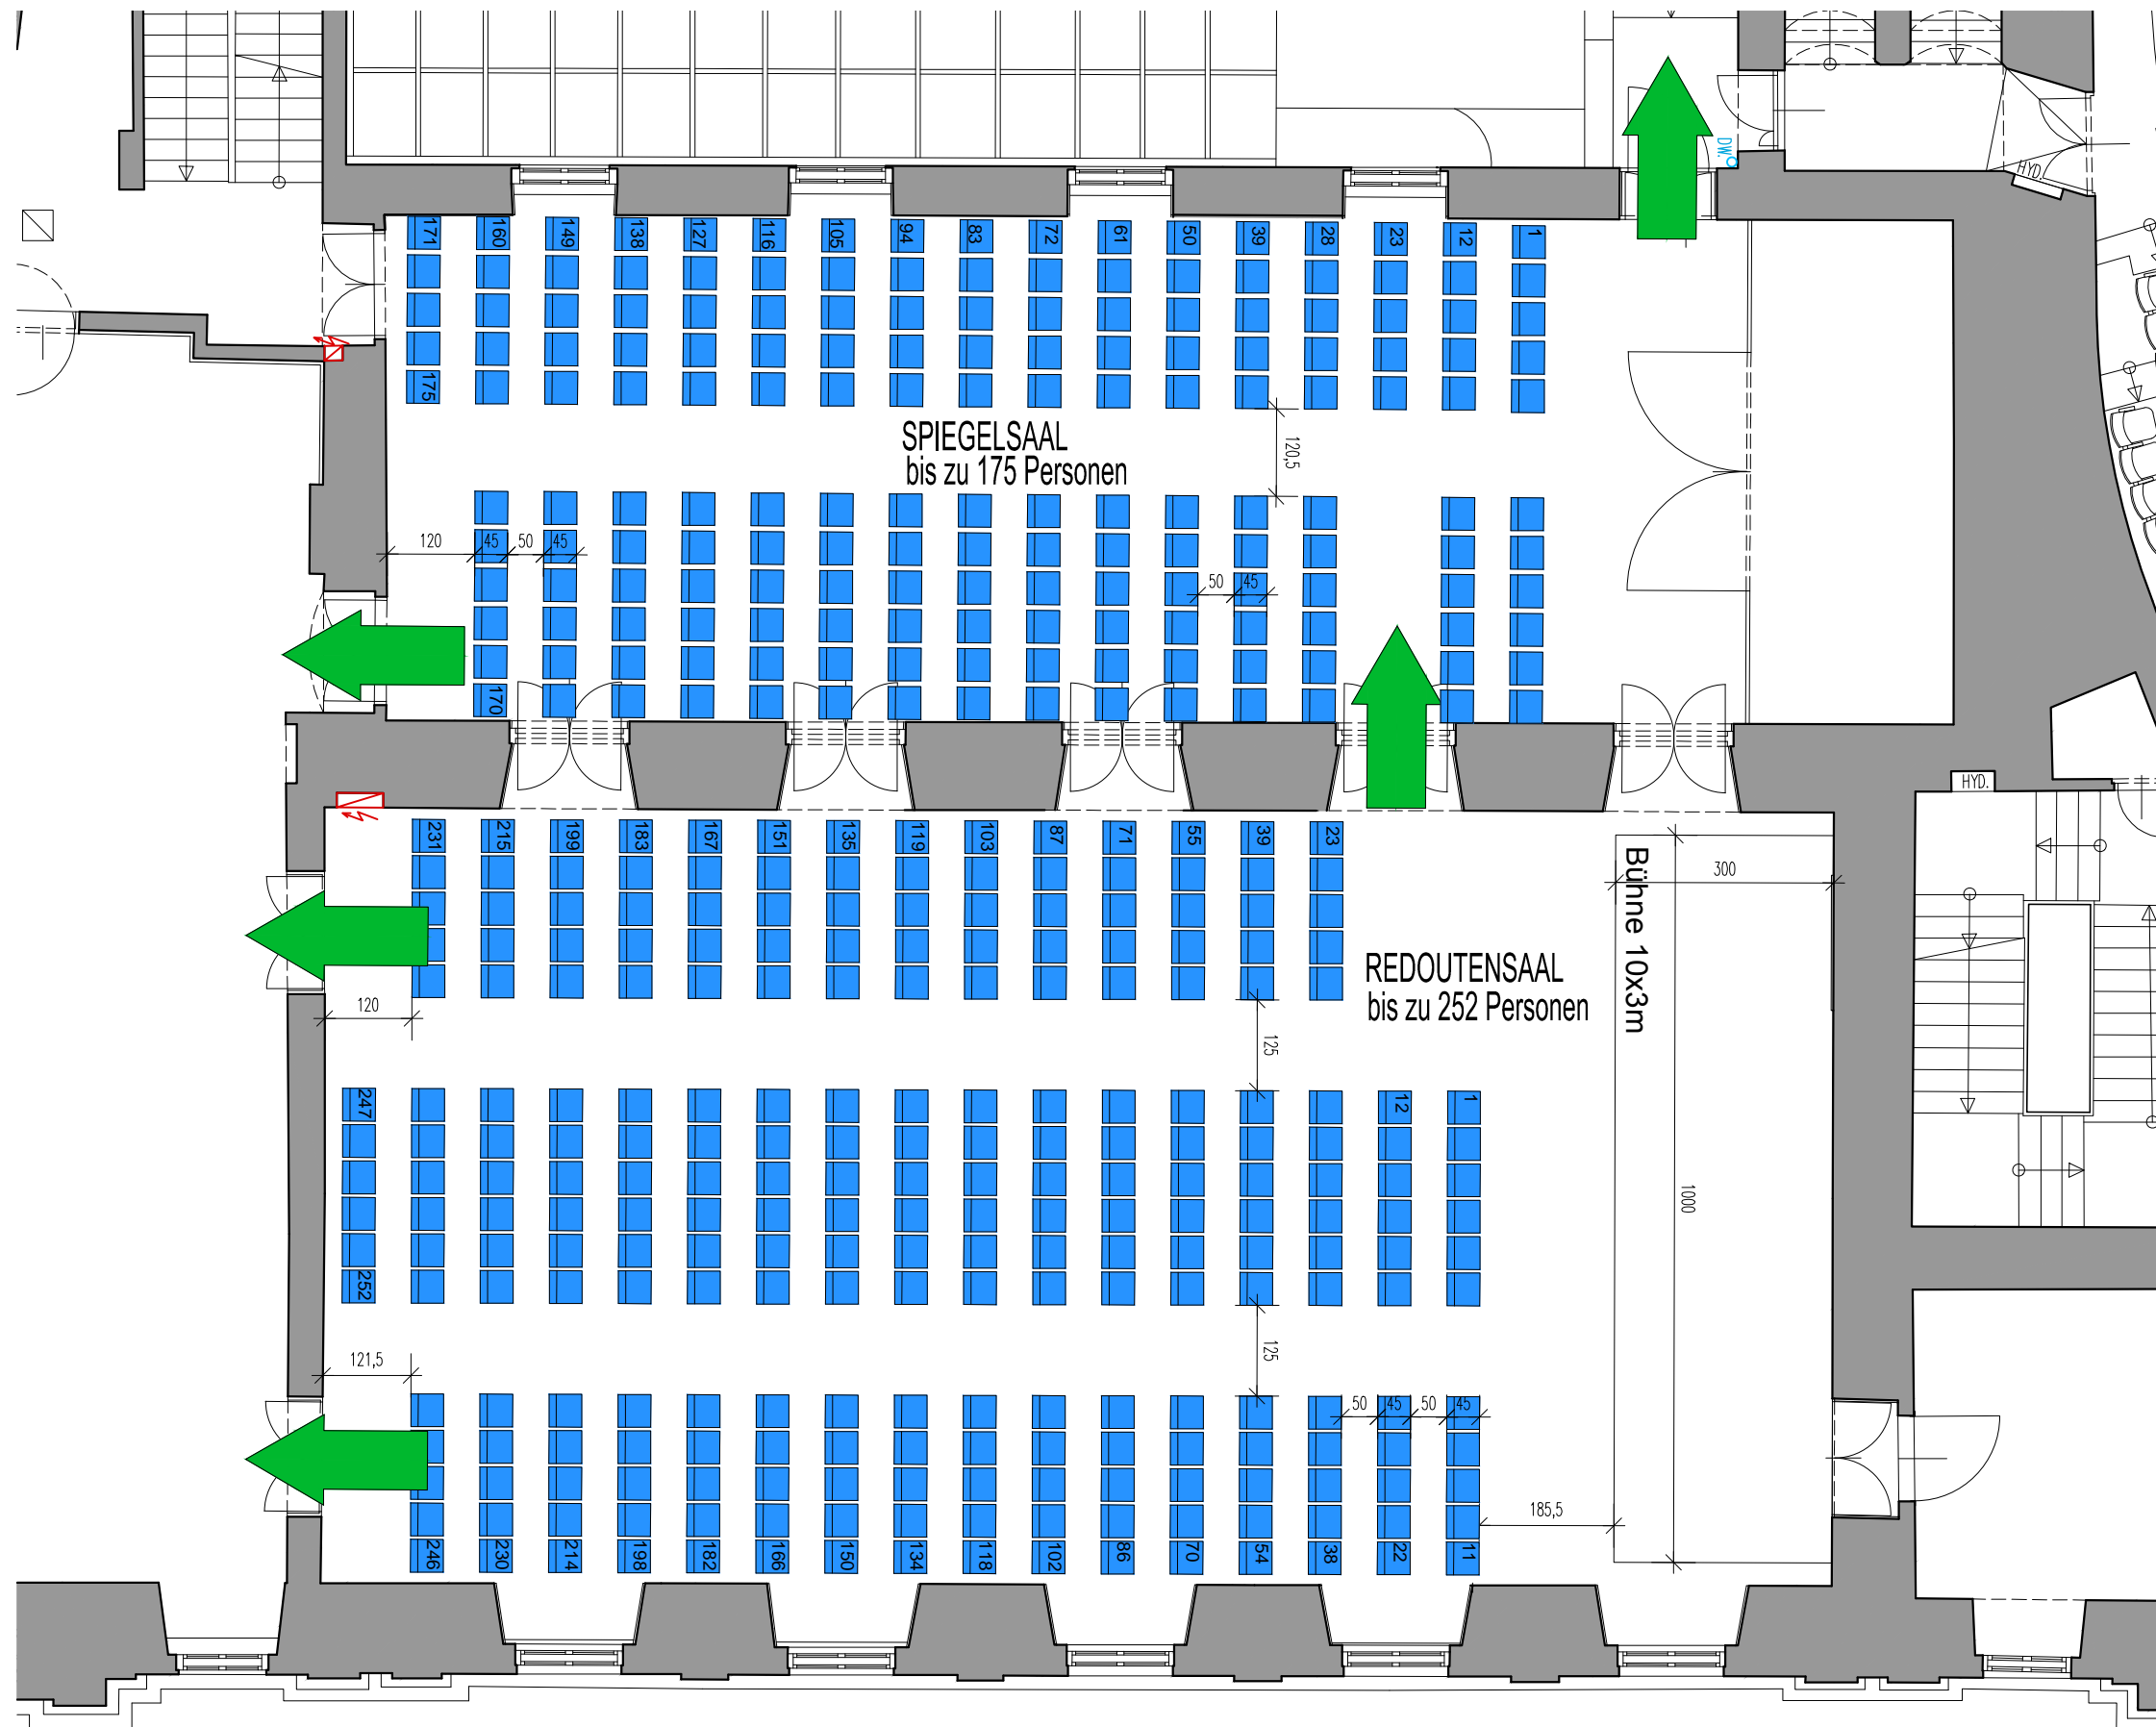 DW.
HYD.
171 160 149 138 127 116 105 94 83 72 61 50 39 28 23 12 1
175
SPIEGELSAAL
bis zu 175 Personen
120,5
120 45 50 45
50 45
170
HYD.
231 215 199 183 167 151 135 119 103 87 71 55 39 23
Bühne 10x3m
300
REDOUTENSAAL
bis zu 252 Personen
120
125
247
12 1
1000
252
125
121,5
50 45 50 45
185,5
246 230 214 198 182 166 150 134 118 102 86 70 54 38 22 11